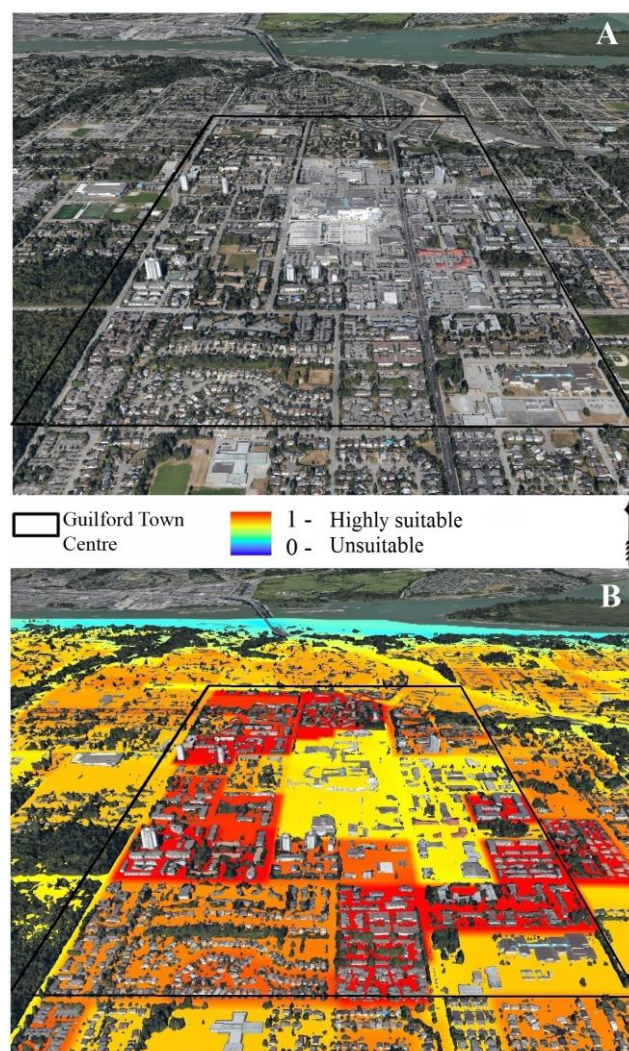 A
Guilford Town
Centre
1 - Highly suitable
0 - Unsuitable
B